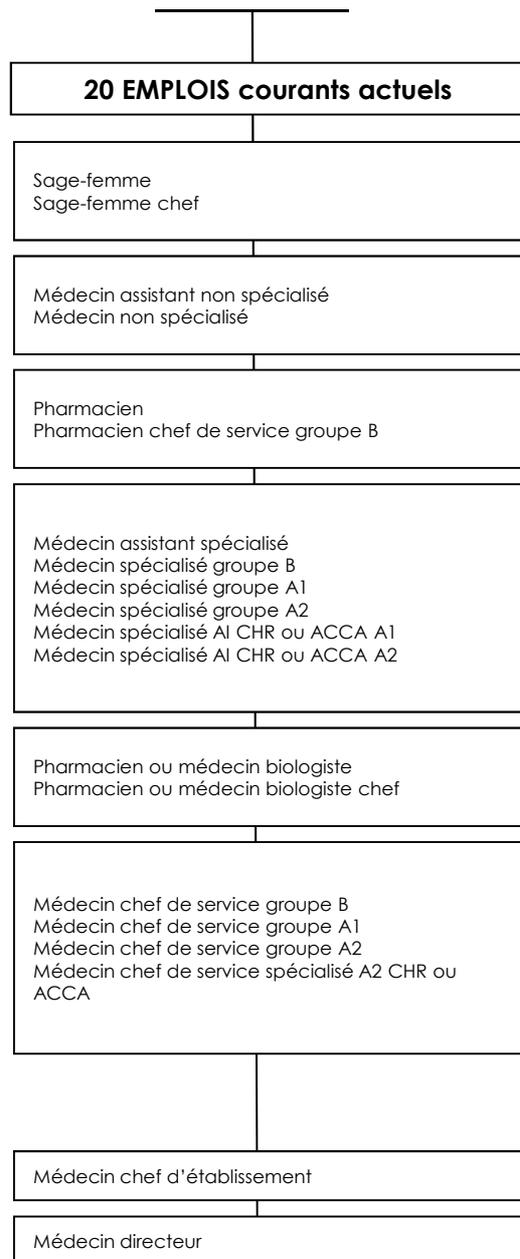 20 EMPLOIS courants actuels
Sage-femme
Sage-femme chef
Médecin assistant non spécialisé
Médecin non spécialisé
Pharmacien
Pharmacien chef de service groupe B
Médecin assistant spécialisé
Médecin spécialisé groupe B
Médecin spécialisé groupe A1
Médecin spécialisé groupe A2
Médecin spécialisé AI CHR ou ACCA A1
Médecin spécialisé AI CHR ou ACCA A2
Pharmacien ou médecin biologiste
Pharmacien ou médecin biologiste chef
Médecin chef de service groupe B
Médecin chef de service groupe A1
Médecin chef de service groupe A2
Médecin chef de service spécialisé A2 CHR ou
ACCA
Médecin chef d'établissement
Médecin directeur